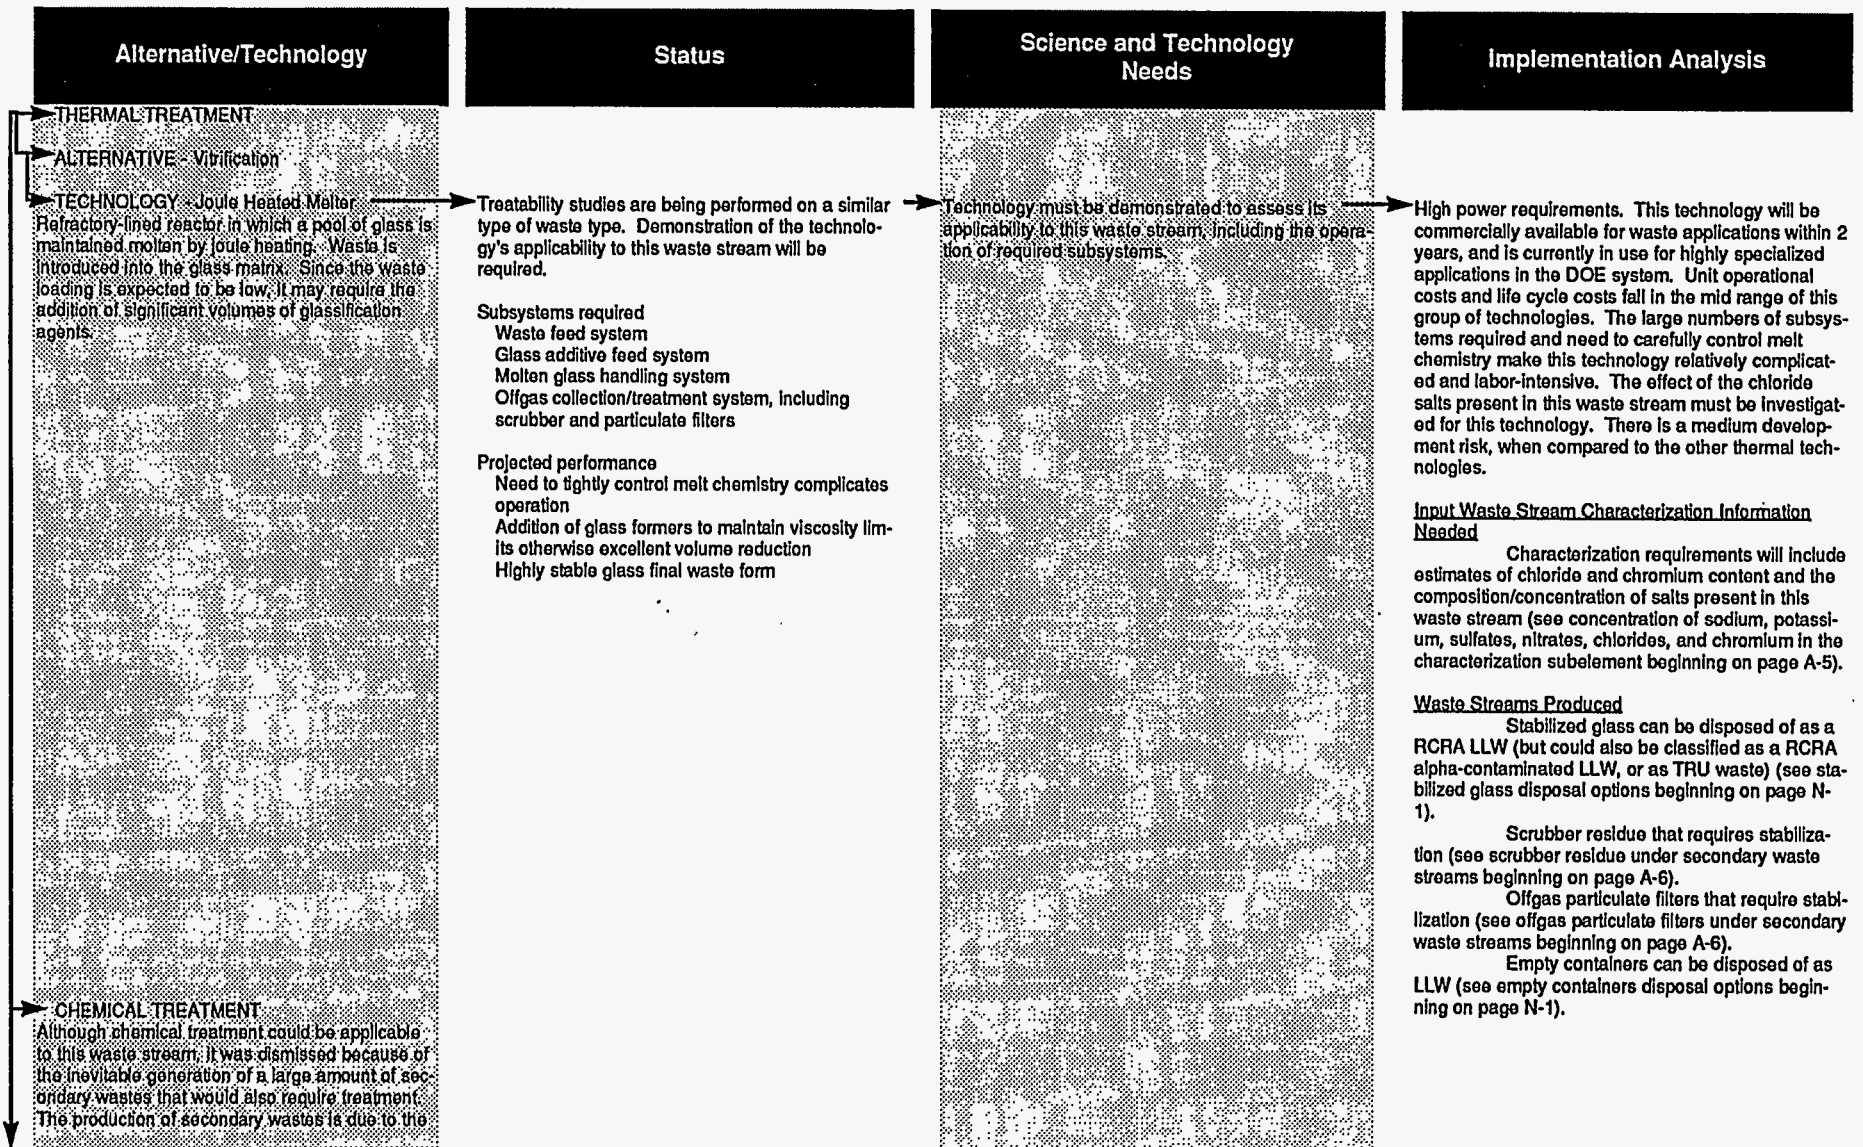 Alternative/Technology
Status
Science and Technology
Needs
Implementation Analysis
THERMAL TREATMENT
ALTERNATIVE - Vitrification
TECHNOLOGY - Joule Heated Melter
Refractory-lined reactor in which a pool of glass is
maintained molten by joule heating. Waste is
introduced into the glass matrix. Since the waste
loading is expected to be low, it may require the
addition of significant volumes of glassification
agents.
CHEMICAL TREATMENT
Although chemical treatment could be applicable
to this waste stream, it was dismissed because of
the inevitable generation of a large amount of sec-
ondary wastes that would also require treatment.
The production of secondary wastes is due to the
Treatability studies are being performed on a similar
type of waste type. Demonstration of the technolo-
gy's applicability to this waste stream will be
required.
Subsystems required
Waste feed system
Glass additive feed system
Molten glass handling system
Offgas collection/treatment system, including
scrubber and particulate filters
Projected performance
Need to tightly control melt chemistry complicates
operation
Addition of glass formers to maintain viscosity lim-
its otherwise excellent volume reduction
Highly stable glass final waste form
Technology must be demonstrated to assess its
applicability to this waste stream, including the opera-
tion of required subsystems.
High power requirements. This technology will be
commercially available for waste applications within 2
years, and is currently in use for highly specialized
applications in the DOE system. Unit operational
costs and life cycle costs fall in the mid range of this
group of technologies. The large numbers of subsys-
tems required and need to carefully control melt
chemistry make this technology relatively complicat-
ed and labor-intensive. The effect of the chloride
salts present in this waste stream must be investigat-
ed for this technology. There is a medium develop-
ment risk, when compared to the other thermal tech-
nologies.
Input Waste Stream Characterization Information
Needed
Characterization requirements will include
estimates of chloride and chromium content and the
composition/concentration of salts present in this
waste stream (see concentration of sodium, potassi-
um, sulfates, nitrates, chlorides, and chromium in the
characterization subelement beginning on page A-5).
Waste Streams Produced
Stabilized glass can be disposed of as a
RCRA LLW (but could also be classified as a RCRA
alpha-contaminated LLW, or as TRU waste) (see sta-
bilized glass disposal options beginning on page N-
1).
Scrubber residue that requires stabiliza-
tion (see scrubber residue under secondary waste
streams beginning on page A-6).
Offgas particulate filters that require stabi-
lization (see offgas particulate filters under secondary
waste streams beginning on page A-6).
Empty containers can be disposed of as
LLW (see empty containers disposal options begin-
ning on page N-1).